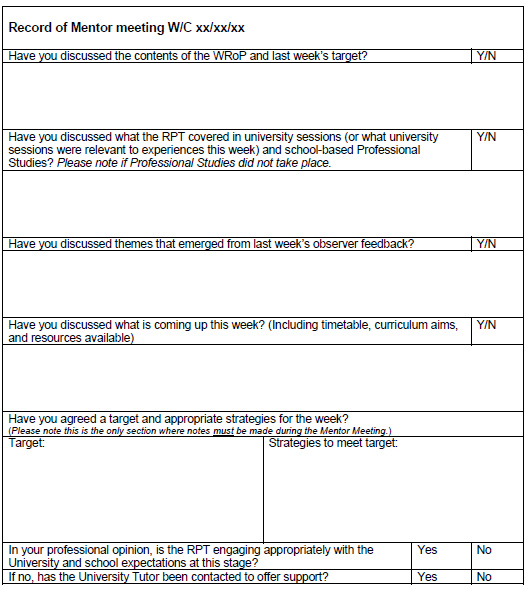 Record of Mentor meeting W/C xx/xx/xx
Have you discussed the contents of the WRoP and last week's target?
Y/N
Have you discussed what the RPT covered in university sessions (or what university
sessions were relevant to experiences this week) and school-based Professional
Studies? Please note if Professional Studies did not take place.
Y/N
Have you discussed themes that emerged from last week's observer feedback?
Y/N
Have you discussed what is coming up this week? (Including timetable, curriculum aims,
and resources available)
Y/N
Have you agreed a target and appropriate strategies for the week?
(Please note this is the only section where notes must be made during the Mentor Meeting.)
Target:
Strategies to meet target:
In your professional opinion, is the RPT engaging appropriately with the
University and school expectations at this stage?
Yes
No
If no, has the University Tutor been contacted to offer support?
Yes
No